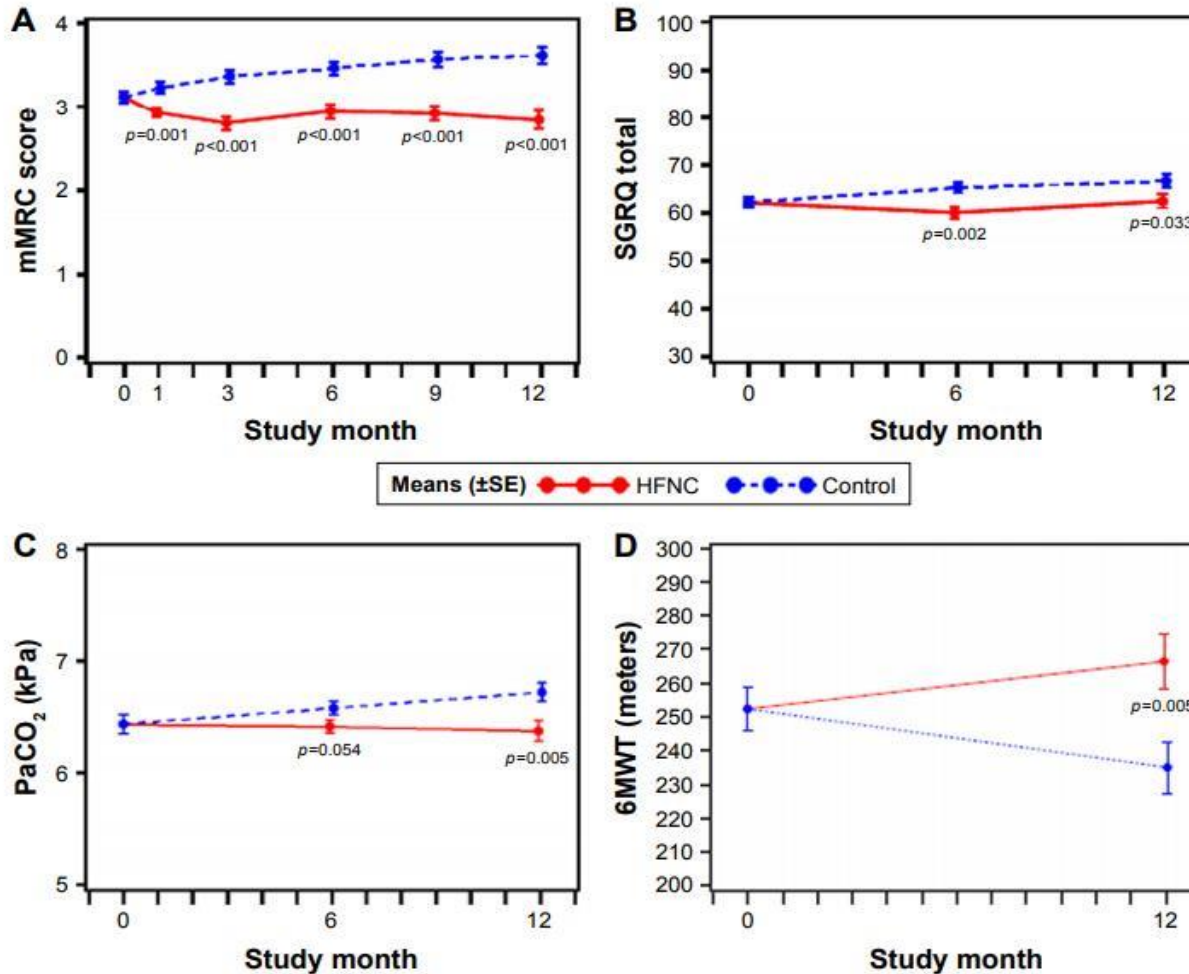 A
mMRC score
4
3
2
1
0
p=0.001
p<0.001
p<0.001
p<0.001
p<0.001
0 1 3 6 9 12
Study month
B
SGRQ total
100
90
80
70
60
50
40
30
p=0.002
p=0.033
0 6 12
Study month
Means (±SE) HFNC Control
C
PaCO2 (kPa)
8
7
6
5
p=0.054
p=0.005
0 6 12
Study month
D
6MWT (meters)
300
290
280
270
260
250
240
230
220
210
200
p=0.005
0 12
Study month